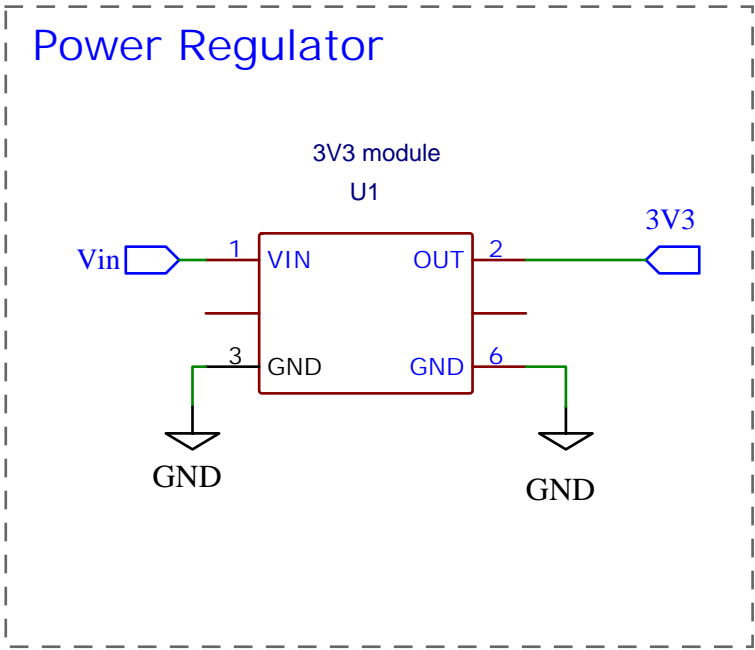 Power Regulator
3V3 module
U1
3V3
Vin
1
VIN
OUT
2
3
GND
GND
6
GND
GND